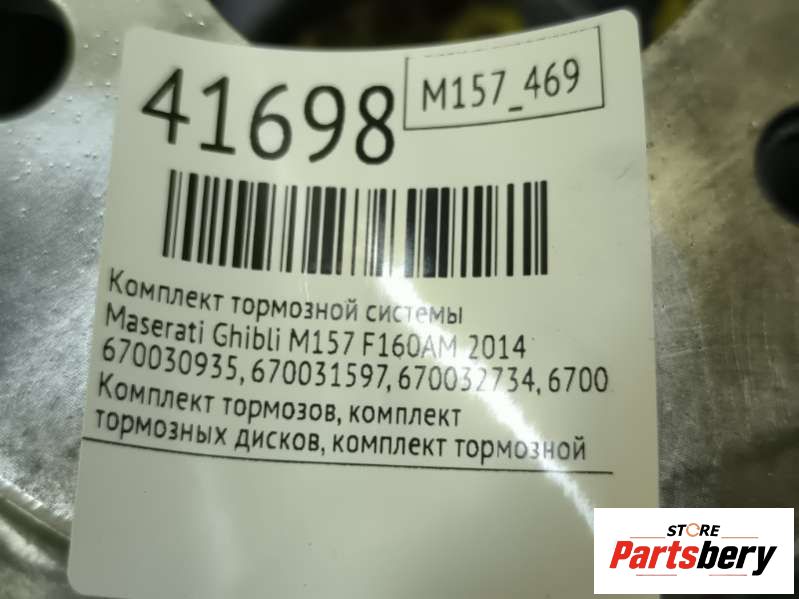 41698
M157_469
Комплект тормозной системы
Maserati Ghibli M157 F160AM 2014
670030935, 670031597, 670032734, 6700
Комплект тормозов, комплект
тормозных дисков, комплект тормозной
STORE
Partsbery